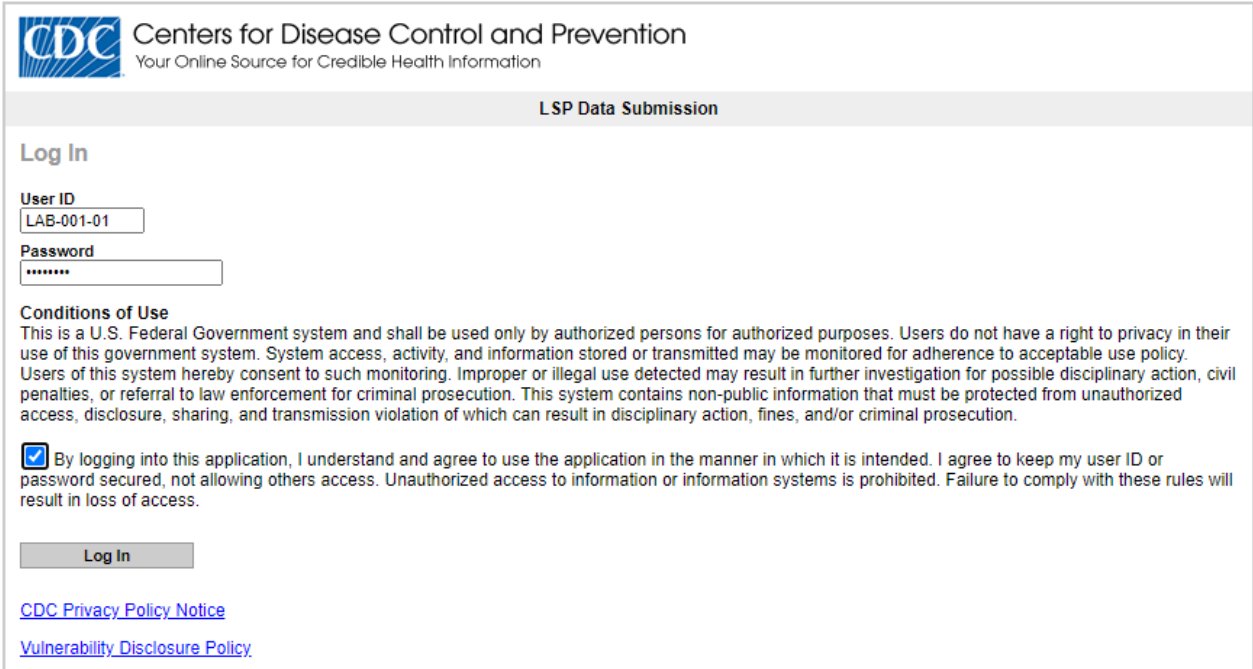 CDC
Centers for Disease Control and Prevention
Your Online Source for Credible Health Information
LSP Data Submission
Log In
User ID
LAB-001-01
Password
••••••••
Conditions of Use
This is a U.S. Federal Government system and shall be used only by authorized persons for authorized purposes. Users do not have a right to privacy in their
use of this government system. System access, activity, and information stored or transmitted may be monitored for adherence to acceptable use policy.
Users of this system hereby consent to such monitoring. Improper or illegal use detected may result in further investigation for possible disciplinary action, civil
penalties, or referral to law enforcement for criminal prosecution. This system contains non-public information that must be protected from unauthorized
access, disclosure, sharing, and transmission violation of which can result in disciplinary action, fines, and/or criminal prosecution.
By logging into this application, I understand and agree to use the application in the manner in which it is intended. I agree to keep my user ID or
password secured, not allowing others access. Unauthorized access to information or information systems is prohibited. Failure to comply with these rules will
result in loss of access.
Log In
CDC Privacy Policy Notice
Vulnerability Disclosure Policy